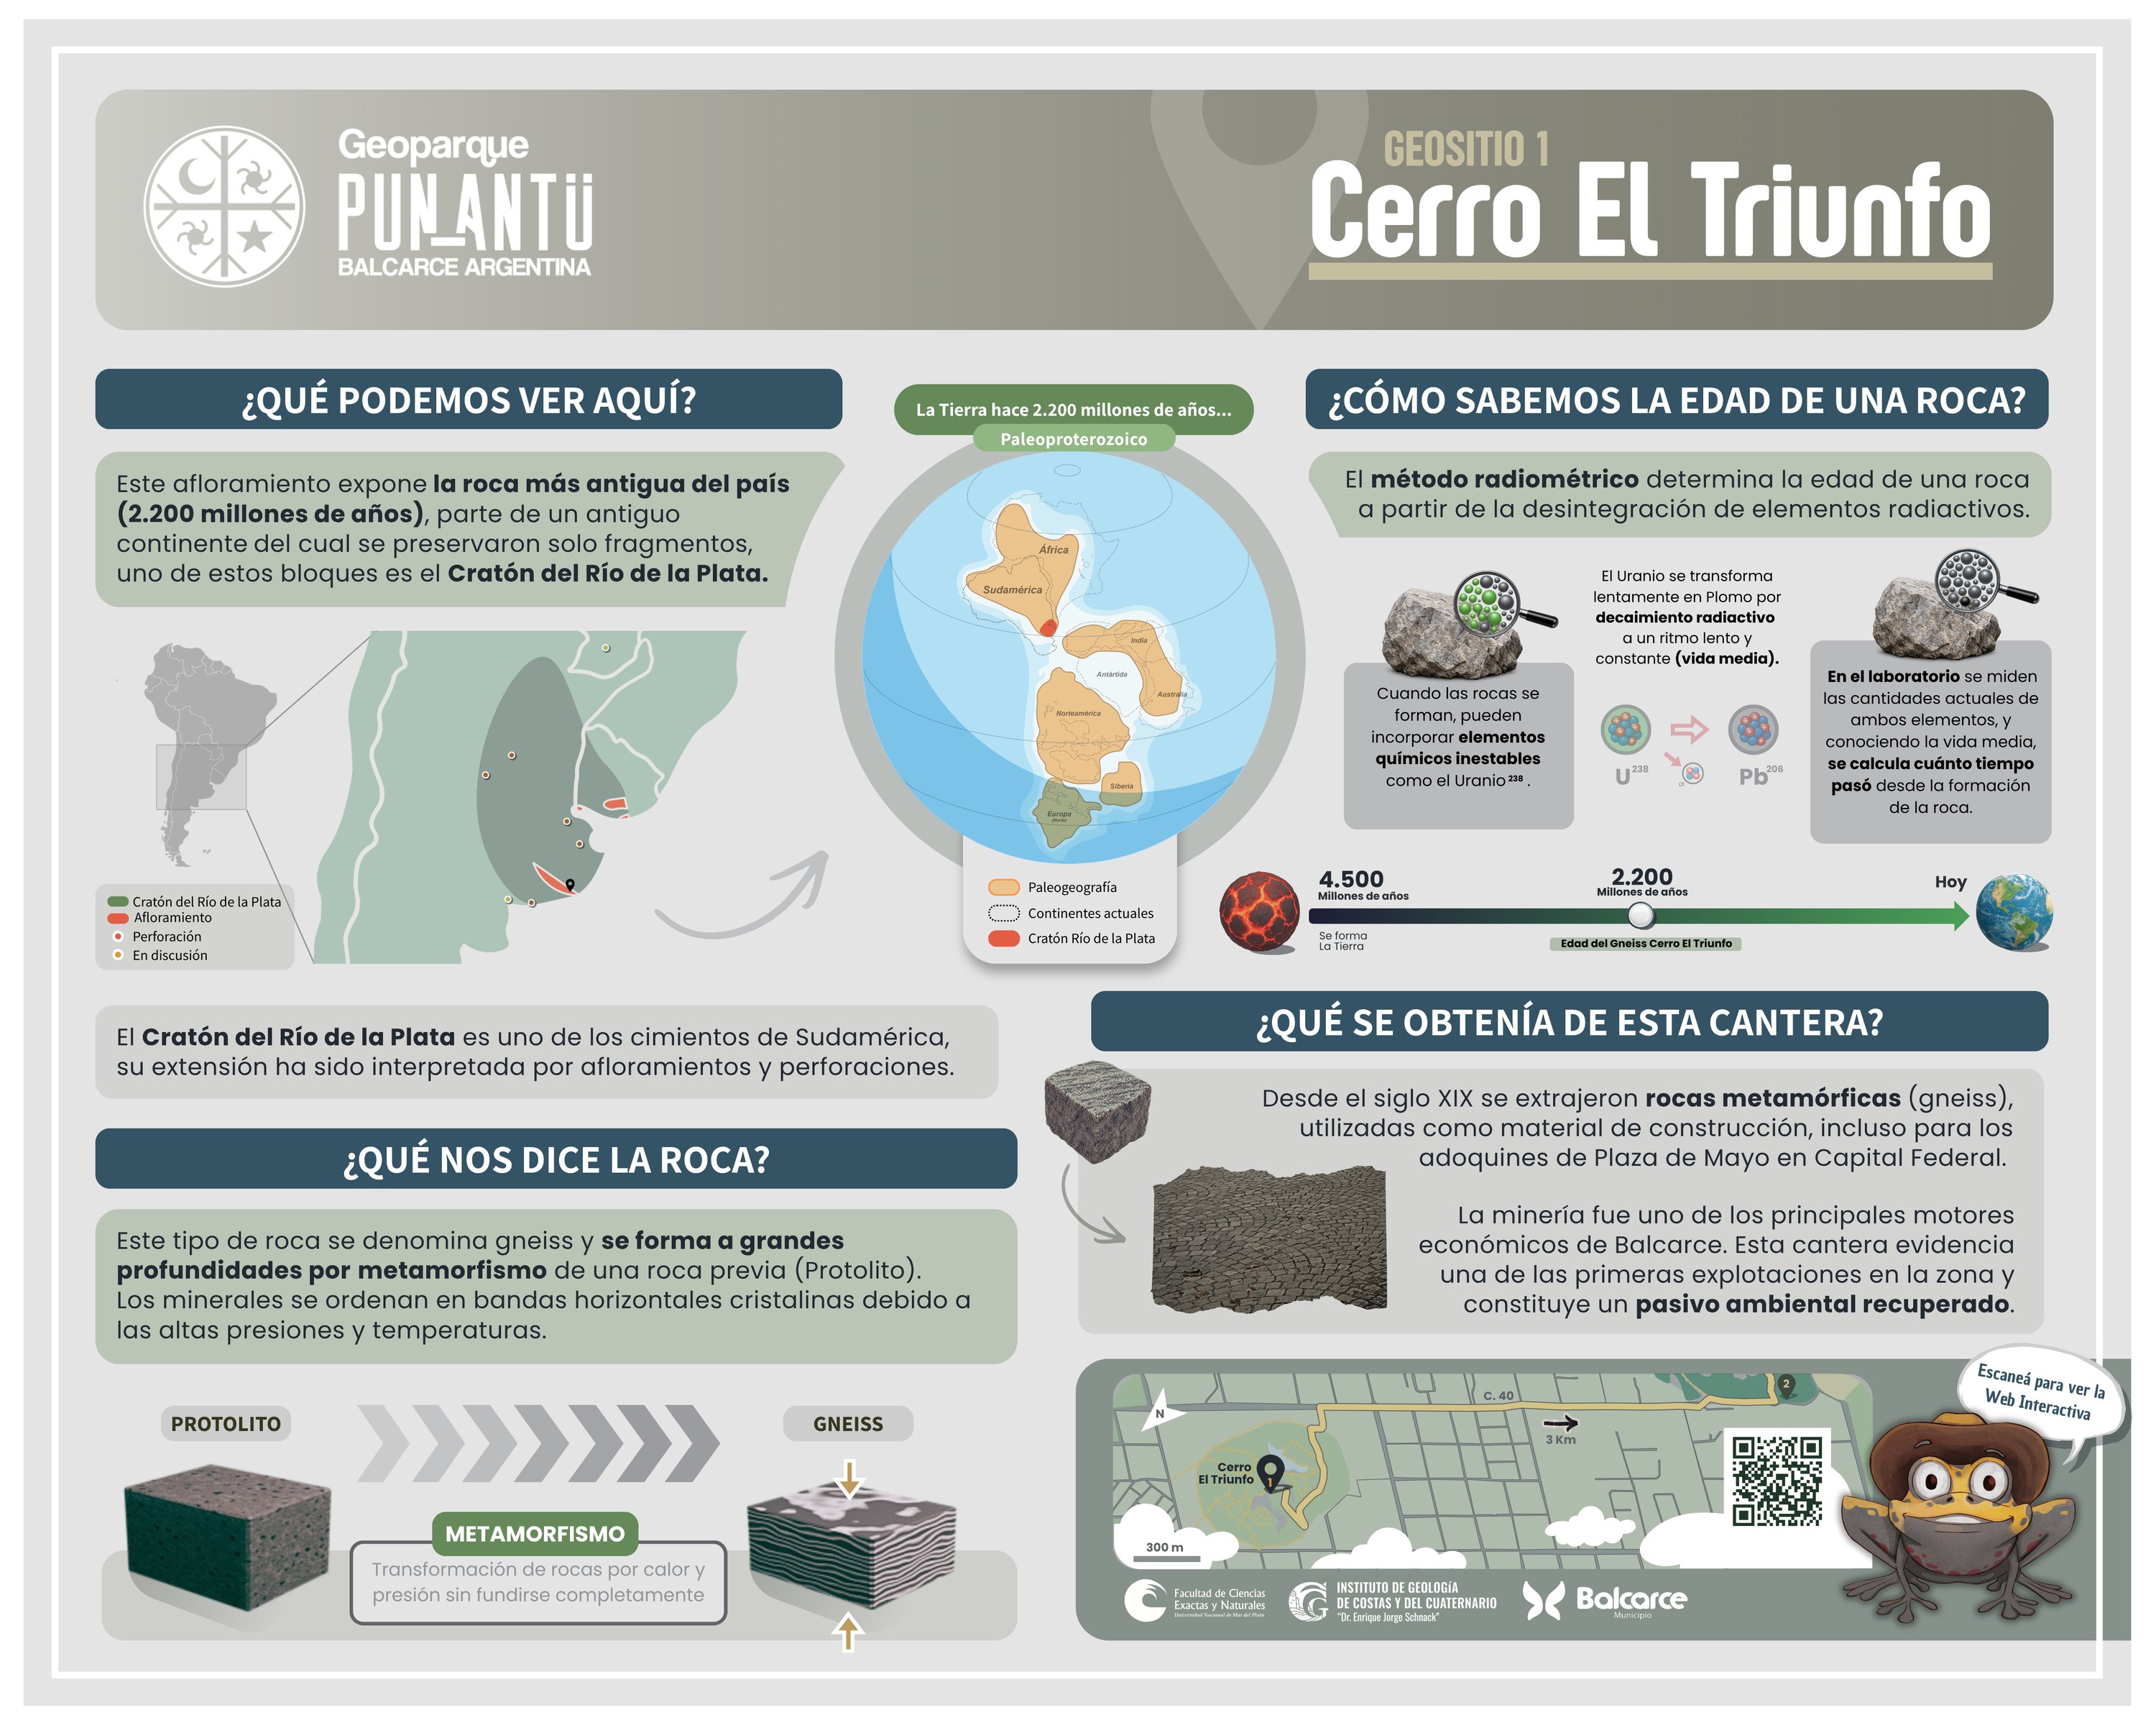 Geoparque
PUN_ANTÜ
BALCARCE ARGENTINA
GEOSITIO 1
Cerro El Triunfo
¿QUÉ PODEMOS VER AQUÍ?
Este afloramiento expone la roca más antigua del país
(2.200 millones de años), parte de un antiguo
continente del cual se preservaron solo fragmentos,
uno de estos bloques es el Cratón del Río de la Plata.
Cratón del Río de la Plata
Afloramiento
Perforación
En discusión
La Tierra hace 2.200 millones de años...
Paleoproterozoico
África
Sudamérica
India
Antártida
Australia
Norteamérica
Siberia
Europa
Paleogeografía
Continentes actuales
Cratón Río de la Plata
¿CÓMO SABEMOS LA EDAD DE UNA ROCA?
El método radiométrico determina la edad de una roca
a partir de la desintegración de elementos radiactivos.
Cuando las rocas se
forman, pueden
incorporar elementos
químicos inestables
como el Uranio 238 .
El Uranio se transforma
lentamente en Plomo por
decaimiento radiactivo
a un ritmo lento y
constante (vida media).
U238
α
Pb206
En el laboratorio se miden
las cantidades actuales de
ambos elementos, y
conociendo la vida media,
se calcula cuánto tiempo
pasó desde la formación
de la roca.
4.500
Millones de años
Se forma
La Tierra
2.200
Millones de años
Edad del Gneiss Cerro El Triunfo
Hoy
El Cratón del Río de la Plata es uno de los cimientos de Sudamérica,
su extensión ha sido interpretada por afloramientos y perforaciones.
¿QUÉ NOS DICE LA ROCA?
Este tipo de roca se denomina gneiss y se forma a grandes
profundidades por metamorfismo de una roca previa (Protolito).
Los minerales se ordenan en bandas horizontales cristalinas debido a
las altas presiones y temperaturas.
PROTOLITO
GNEISS
METAMORFISMO
Transformación de rocas por calor y
presión sin fundirse completamente
¿QUÉ SE OBTENÍA DE ESTA CANTERA?
Desde el siglo XIX se extrajeron rocas metamórficas (gneiss),
utilizadas como material de construcción, incluso para los
adoquines de Plaza de Mayo en Capital Federal.
La minería fue uno de los principales motores
económicos de Balcarce. Esta cantera evidencia
una de las primeras explotaciones en la zona y
constituye un pasivo ambiental recuperado.
N
C. 40
2
3 Km
Cerro
El Triunfo
1
300 m
Escaneá para ver la
Web Interactiva
Facultad de Ciencias
Exactas y Naturales
Universidad Nacional de Mar del Plata
INSTITUTO DE GEOLOGÍA
DE COSTAS Y DEL CUATERNARIO
"Dr. Enrique Jorge Schnack"
Balcarce
Municipio